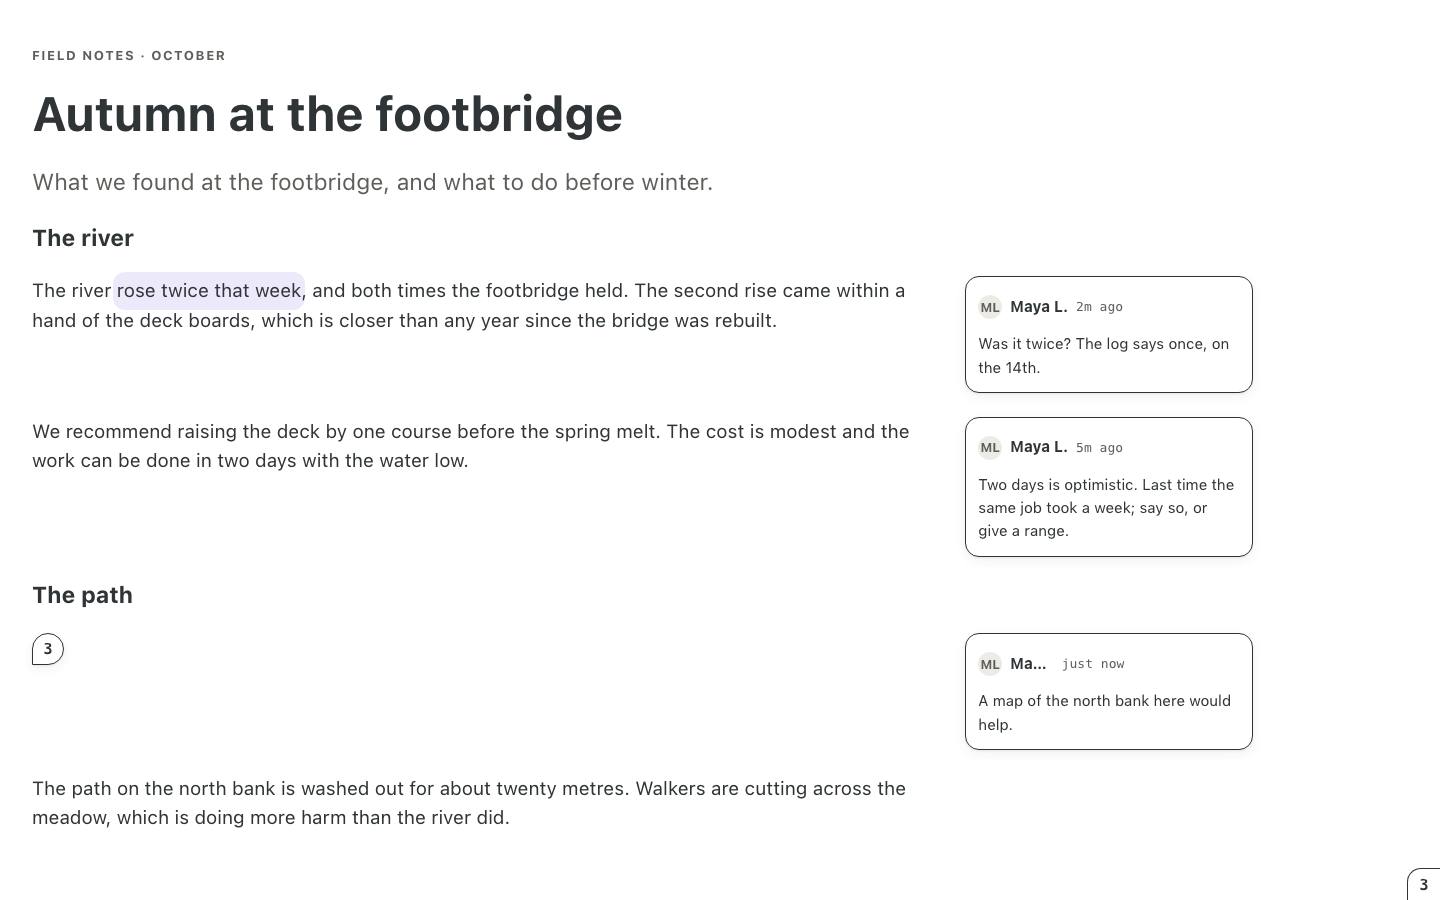 FIELD NOTES · OCTOBER
Autumn at the footbridge
What we found at the footbridge, and what to do before winter.
The river
The river rose twice that week, and both times the footbridge held. The second rise came within a
hand of the deck boards, which is closer than any year since the bridge was rebuilt.
ML Maya L. 2m ago
Was it twice? The log says once, on
the 14th.
We recommend raising the deck by one course before the spring melt. The cost is modest and the
work can be done in two days with the water low.
ML Maya L. 5m ago
Two days is optimistic. Last time the
same job took a week; say so, or
give a range.
The path
3
ML Ma... just now
A map of the north bank here would
help.
The path on the north bank is washed out for about twenty metres. Walkers are cutting across the
meadow, which is doing more harm than the river did.
3